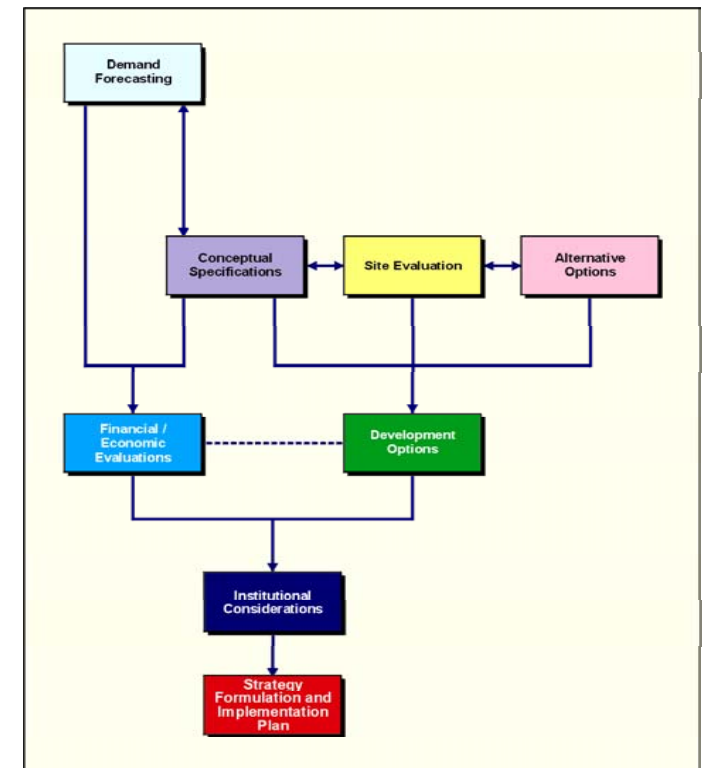 Demand
Forecasting
Conceptual
Specifications
Site Evaluation
Alternative
Options
Financial /
Economic
Evaluations
Development
Options
Institutional
Considerations
Strategy
Formulation and
Implementation
Plan